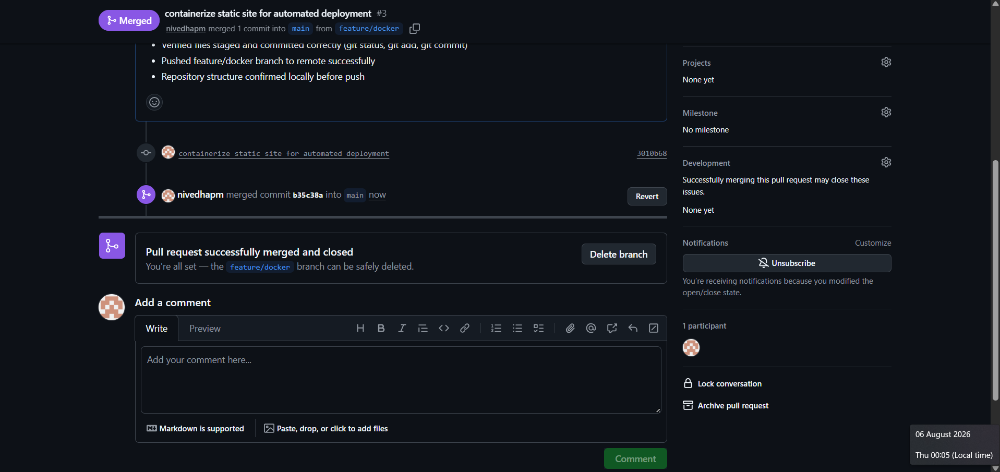 Merged
containerize static site for automated deployment #3
nivedhapm merged 1 commit into main from feature/docker
Verified files staged and committed correctly (git status, git add, git commit)
Pushed feature/docker branch to remote successfully
Repository structure confirmed locally before push
containerize static site for automated deployment 3010b68
nivedhapm merged commit b35c38a into main now
Revert
Pull request successfully merged and closed
You're all set — the feature/docker branch can be safely deleted.
Delete branch
Add a comment
Write Preview
Add your comment here...
Markdown is supported
Paste, drop, or click to add files
Comment
Projects
None yet
Milestone
No milestone
Development
Successfully merging this pull request may close these
issues.
None yet
Notifications Customize
Unsubscribe
You're receiving notifications because you modified the
open/close state.
1 participant
Lock conversation
Archive pull request
06 August 2026
Thu 00:05 (Local time)